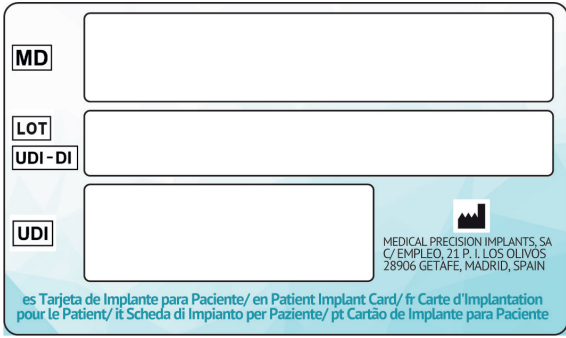 MD
LOT
UDI-DI
UDI
MEDICAL PRECISION IMPLANTS, SA
C/ EMPLEO, 21 P. I. LOS OLIVOS
28906 GETAFE, MADRID, SPAIN
es Tarjeta de Implante para Paciente/ en Patient Implant Card/ fr Carte d'Implantation
pour le Patient/ it Scheda di Impianto per Paziente/ pt Cartão de Implante para Paciente